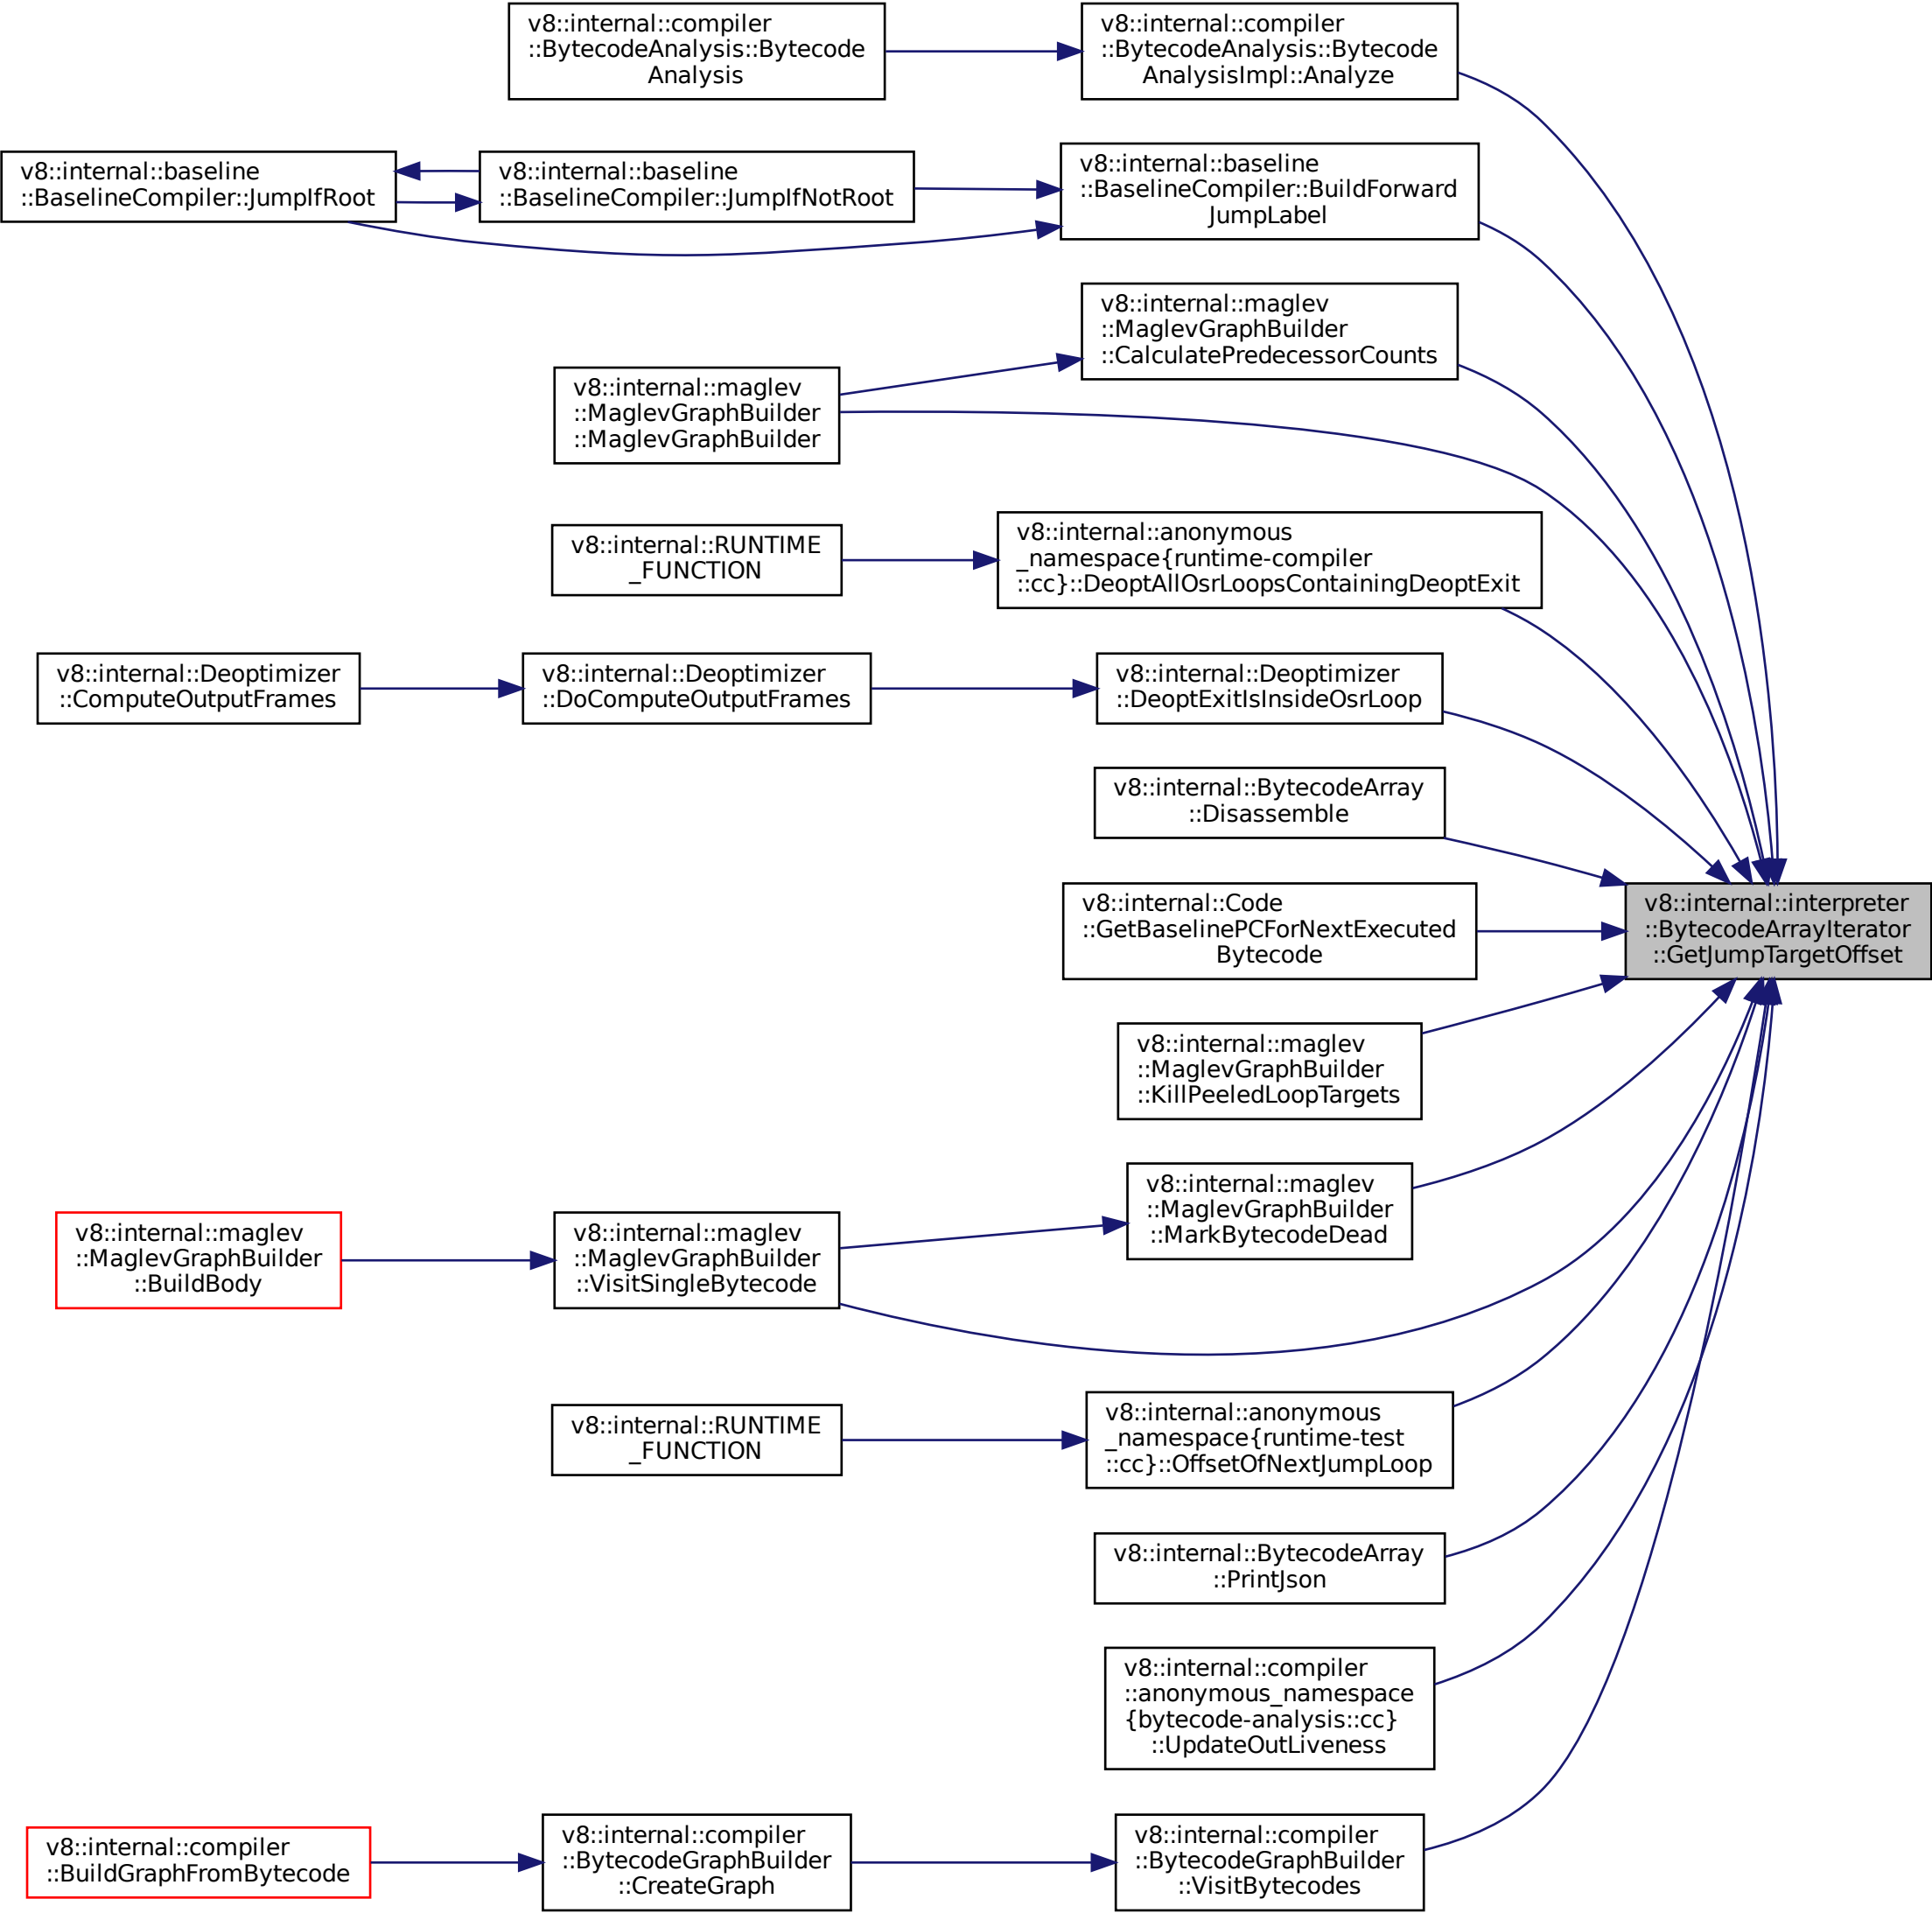 v8::internal::compiler
::BytecodeAnalysis::Bytecode
Analysis
v8::internal::compiler
::BytecodeAnalysis::Bytecode
AnalysisImpl::Analyze
v8::internal::baseline
::BaselineCompiler::JumpIfRoot
v8::internal::baseline
::BaselineCompiler::JumpIfNotRoot
v8::internal::baseline
::BaselineCompiler::BuildForward
JumpLabel
v8::internal::maglev
::MaglevGraphBuilder
::CalculatePredecessorCounts
v8::internal::maglev
::MaglevGraphBuilder
::MaglevGraphBuilder
v8::internal::RUNTIME
_FUNCTION
v8::internal::anonymous
_namespace{runtime-compiler
::cc}::DeoptAllOsrLoopsContainingDeoptExit
v8::internal::Deoptimizer
::ComputeOutputFrames
v8::internal::Deoptimizer
::DoComputeOutputFrames
v8::internal::Deoptimizer
::DeoptExitIsInsideOsrLoop
v8::internal::BytecodeArray
::Disassemble
v8::internal::Code
::GetBaselinePCForNextExecuted
Bytecode
v8::internal::interpreter
::BytecodeArrayIterator
::GetJumpTargetOffset
v8::internal::maglev
::MaglevGraphBuilder
::KillPeeledLoopTargets
v8::internal::maglev
::MaglevGraphBuilder
::MarkBytecodeDead
v8::internal::maglev
::MaglevGraphBuilder
::BuildBody
v8::internal::maglev
::MaglevGraphBuilder
::VisitSingleBytecode
v8::internal::RUNTIME
_FUNCTION
v8::internal::anonymous
_namespace{runtime-test
::cc}::OffsetOfNextJumpLoop
v8::internal::BytecodeArray
::PrintJson
v8::internal::compiler
::anonymous_namespace
{bytecode-analysis::cc}
::UpdateOutLiveness
v8::internal::compiler
::BuildGraphFromBytecode
v8::internal::compiler
::BytecodeGraphBuilder
::CreateGraph
v8::internal::compiler
::BytecodeGraphBuilder
::VisitBytecodes